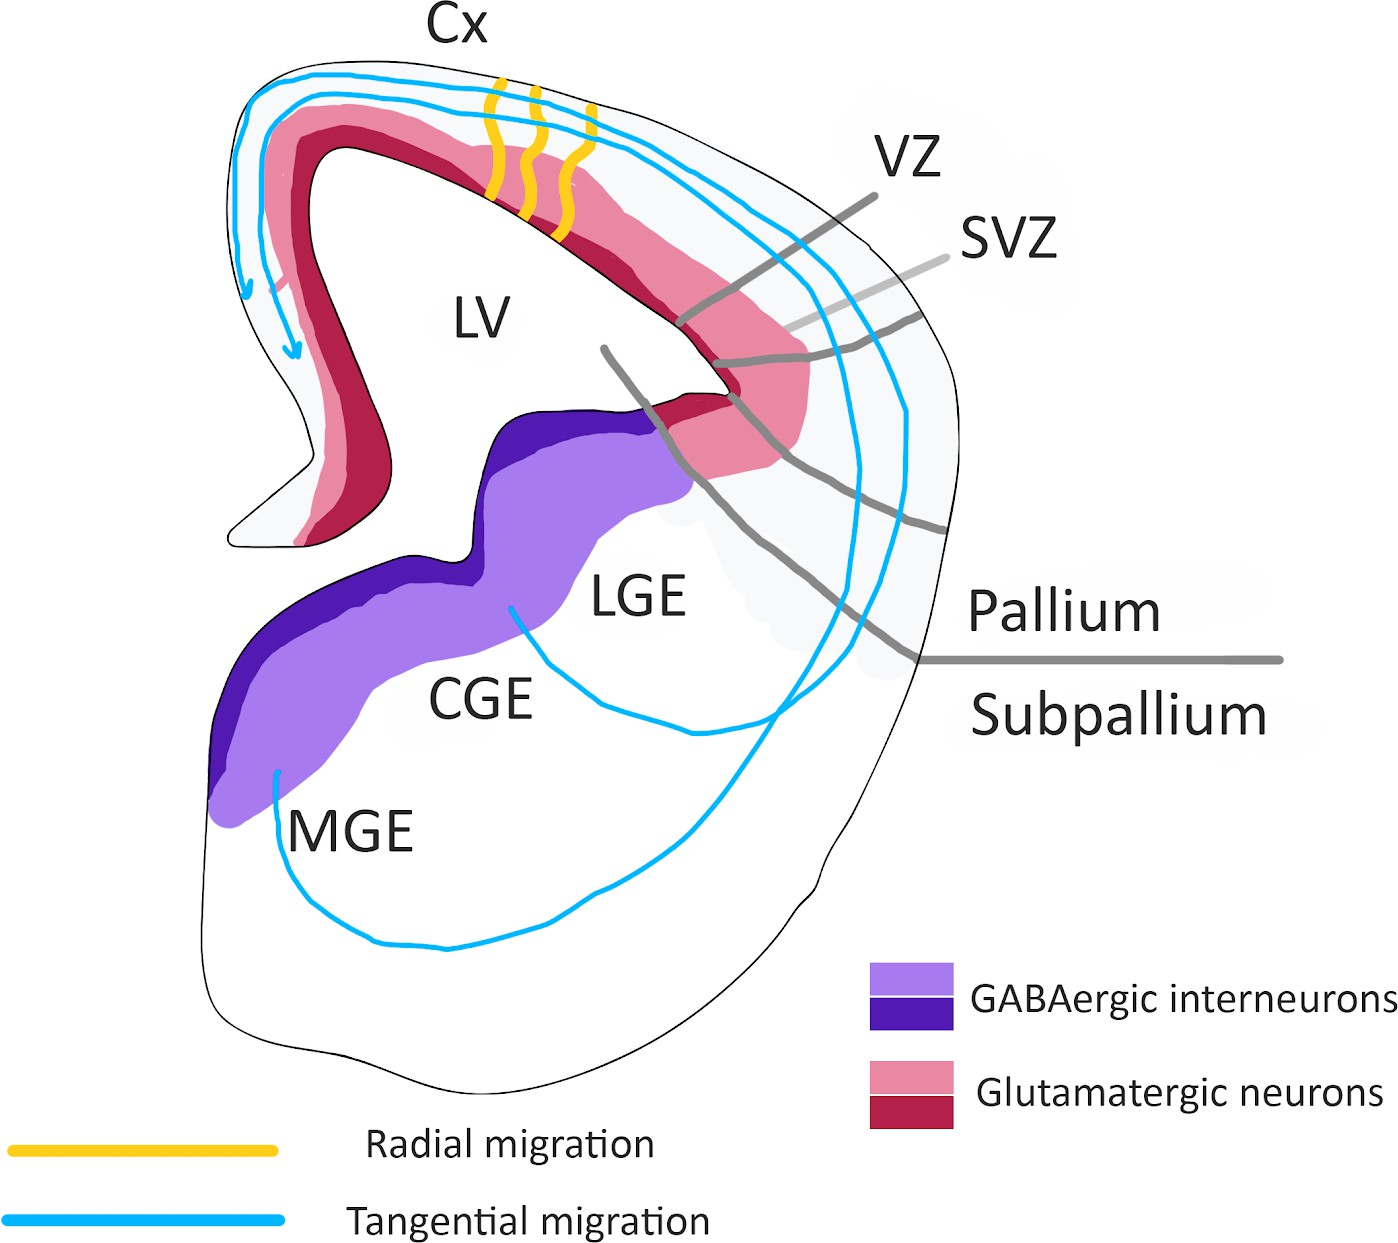 Cx
VZ
SVZ
LV
LGE
Pallium
CGE
Subpallium
MGE
GABAergic interneurons
Glutamatergic neurons
Radial migration
Tangential migration